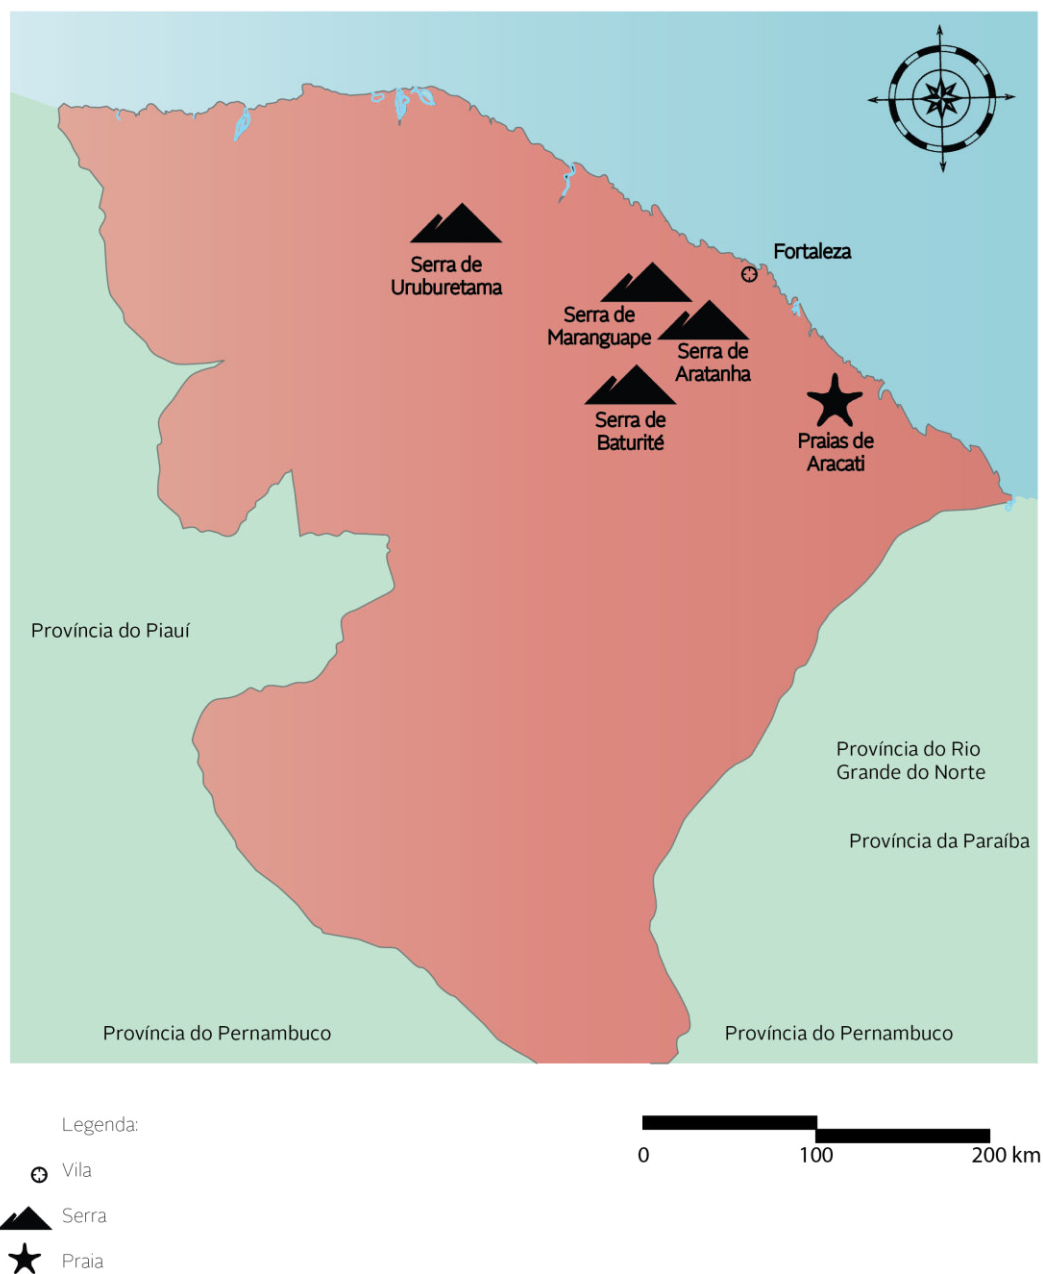 Fortaleza
Serra de
Uruburetama
Serra de
Maranguape
Serra de
Aratanha
Serra de
Baturité
Praias de
Aracati
Província do Piauí
Província do Rio
Grande do Norte
Província da Paraíba
Província do Pernambuco
Província do Pernambuco
Legenda:
Vila
Serra
Praia
0 100 200 km